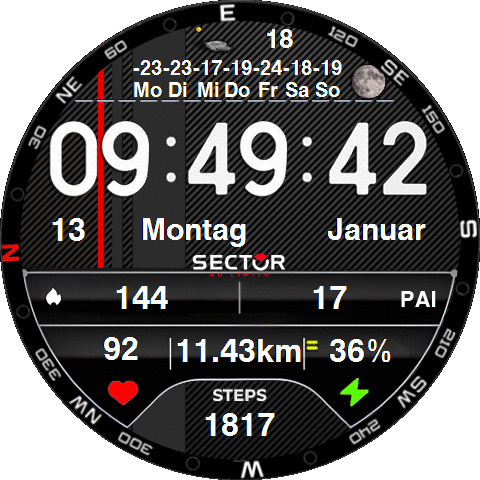 E
60
120
18
-23-23-17-19-24-18-19
Mo Di Mi Do Fr Sa So
NE
SE
30
150
09:49:42
13 Montag Januar
N
S
SECTOR
NO LIMITS
144 17 PAI
92 11.43km 36%
330
210
NW
SW
STEPS
300
240
1817
W